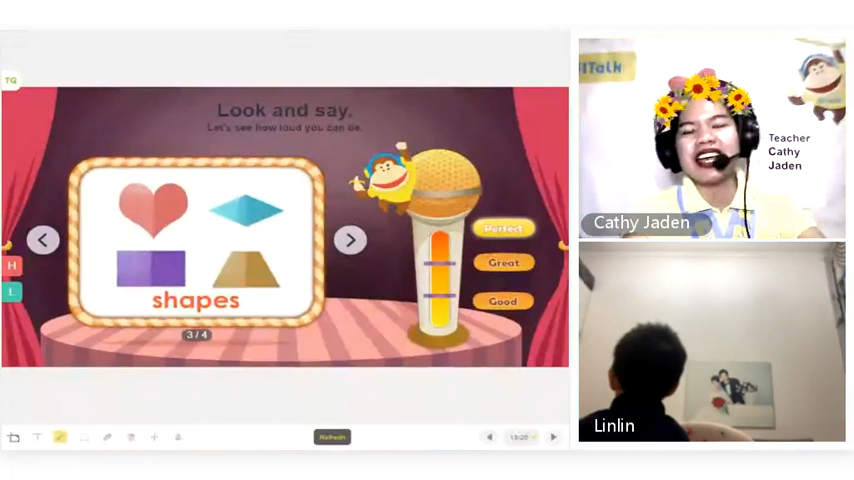 TQ
Look and say.
Let's see how loud you can be.
shapes
3 / 4
Perfect
Great
Good
H
L
T
Refresh
ITalk
Teacher
Cathy
Jaden
Cathy Jaden
Linlin